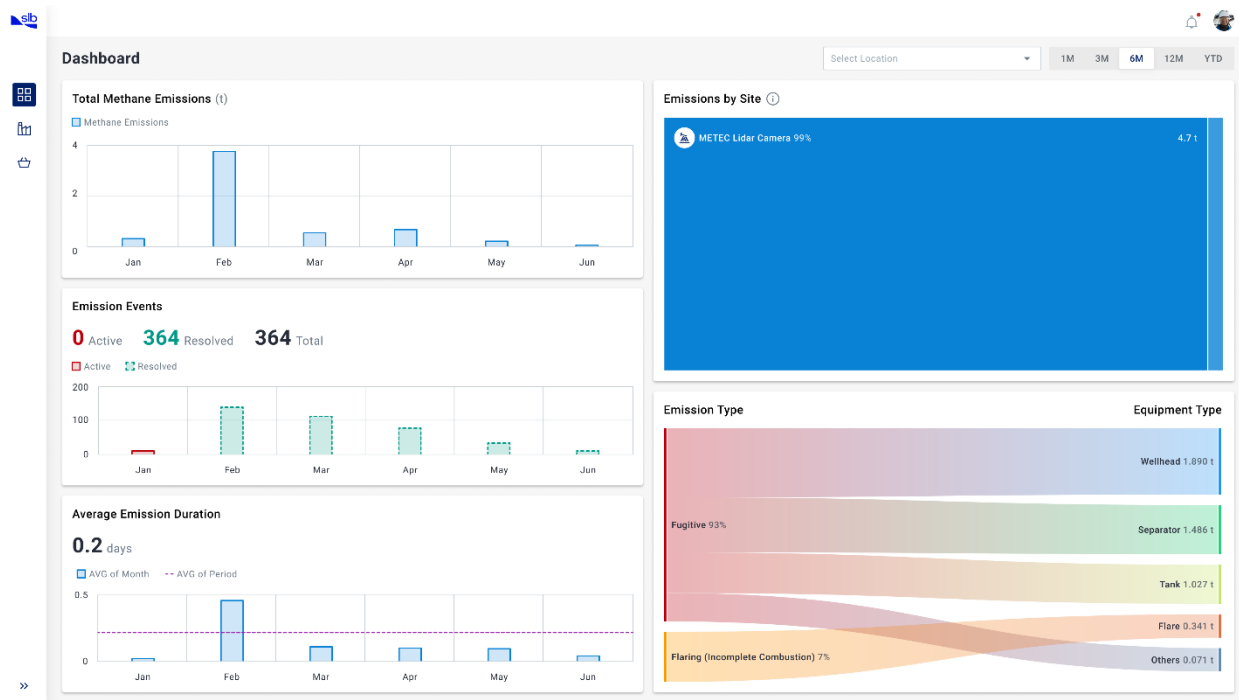 slb
Dashboard
Select Location
1M 3M 6M 12M YTD
Total Methane Emissions (t)
Methane Emissions
4
2
0
Jan Feb Mar Apr May Jun
Emission Events
0 Active 364 Resolved 364 Total
Active Resolved
200
100
0
Jan Feb Mar Apr May Jun
Average Emission Duration
0.2 days
AVG of Month AVG of Period
0.5
0
Jan Feb Mar Apr May Jun
Emissions by Site
METEC Lidar Camera 99% 4.7 t
Emission Type Equipment Type
Wellhead 1.890 t
Fugitive 93%
Separator 1.486 t
Tank 1.027 t
Flare 0.341 t
Flaring (Incomplete Combustion) 7%
Others 0.071 t